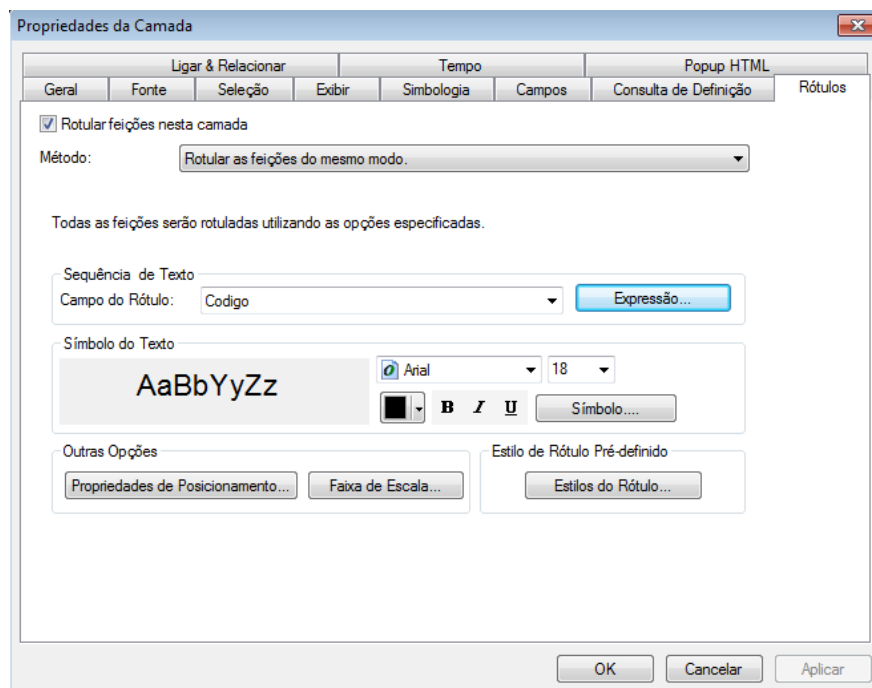 Propriedades da Camada
Ligar & Relacionar Tempo Popup HTML
Geral Fonte Seleção Exibir Simbologia Campos Consulta de Definição Rótulos
Rotular feições nesta camada
Método: Rotular as feições do mesmo modo.
Todas as feições serão rotuladas utilizando as opções especificadas.
Sequência de Texto
Campo do Rótulo: Codigo Expressão...
Símbolo do Texto
AaBbYyZz
Arial 18
B I U Símbolo....
Outras Opções Estilo de Rótulo Pré-definido
Propriedades de Posicionamento... Faixa de Escala... Estilos do Rótulo...
OK Cancelar Aplicar